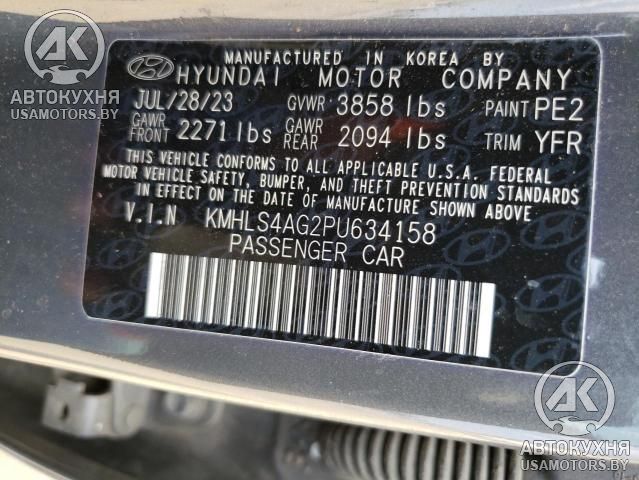 MANUFACTURED IN KOREA BY
HYUNDAI MOTOR COMPANY
JUL/28/23 GVWR 3858 lbs PAINT PE2
GAWR FRONT 2271 lbs GAWR REAR 2094 lbs TRIM YFR
THIS VEHICLE CONFORMS TO ALL APPLICABLE U.S.A. FEDERAL
MOTOR VEHICLE SAFETY, BUMPER, AND THEFT PREVENTION STANDARDS
IN EFFECT ON THE DATE OF MANUFACTURE SHOWN ABOVE
V.I.N KMHLS4AG2PU634158
PASSENGER CAR
АК
АВТОКУХНЯ
USAMOTORS.BY
АК
АВТОКУХНЯ
USAMOTORS.BY